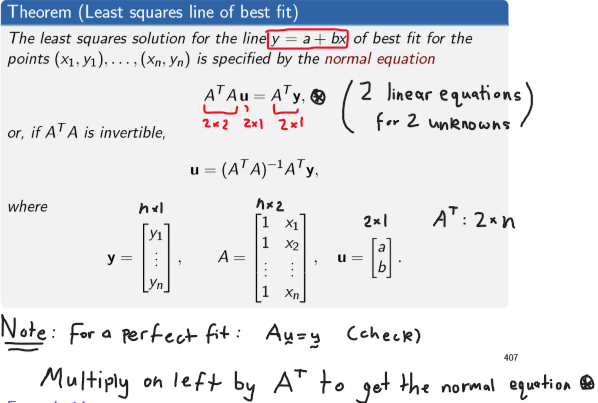 Theorem (Least squares line of best fit)
The least squares solution for the line y = a + bx of best fit for the
points (x₁, y₁), . . . , (xₙ, yₙ) is specified by the normal equation
AᵀAu = Aᵀy, ⊛ ( 2 linear equations
2×2 2×1 2×1 for 2 unknowns )
or, if AᵀA is invertible,
u = (AᵀA)⁻¹Aᵀy,
where
n×1 n×2 2×1 Aᵀ: 2×n
y = [y₁ ⋮ yₙ], A = [1 x₁ 1 x₂ ⋮ ⋮ 1 xₙ], u = [a b].
Note: For a perfect fit: Au=y (check)
407
Multiply on left by Aᵀ to get the normal equation ⊛